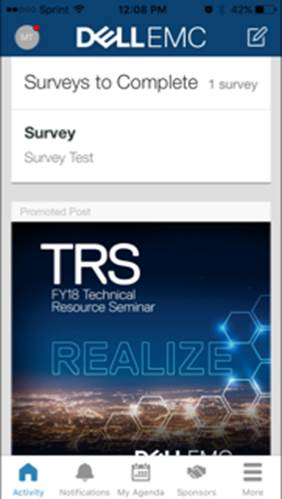 Sprint 12:08 PM 42%
MT DELLEMC
Surveys to Complete 1 survey
Survey
Survey Test
Promoted Post
TRS
FY18 Technical
Resource Seminar
REALIZE
DELLEMC
Activity Notifications My Agenda Sponsors More